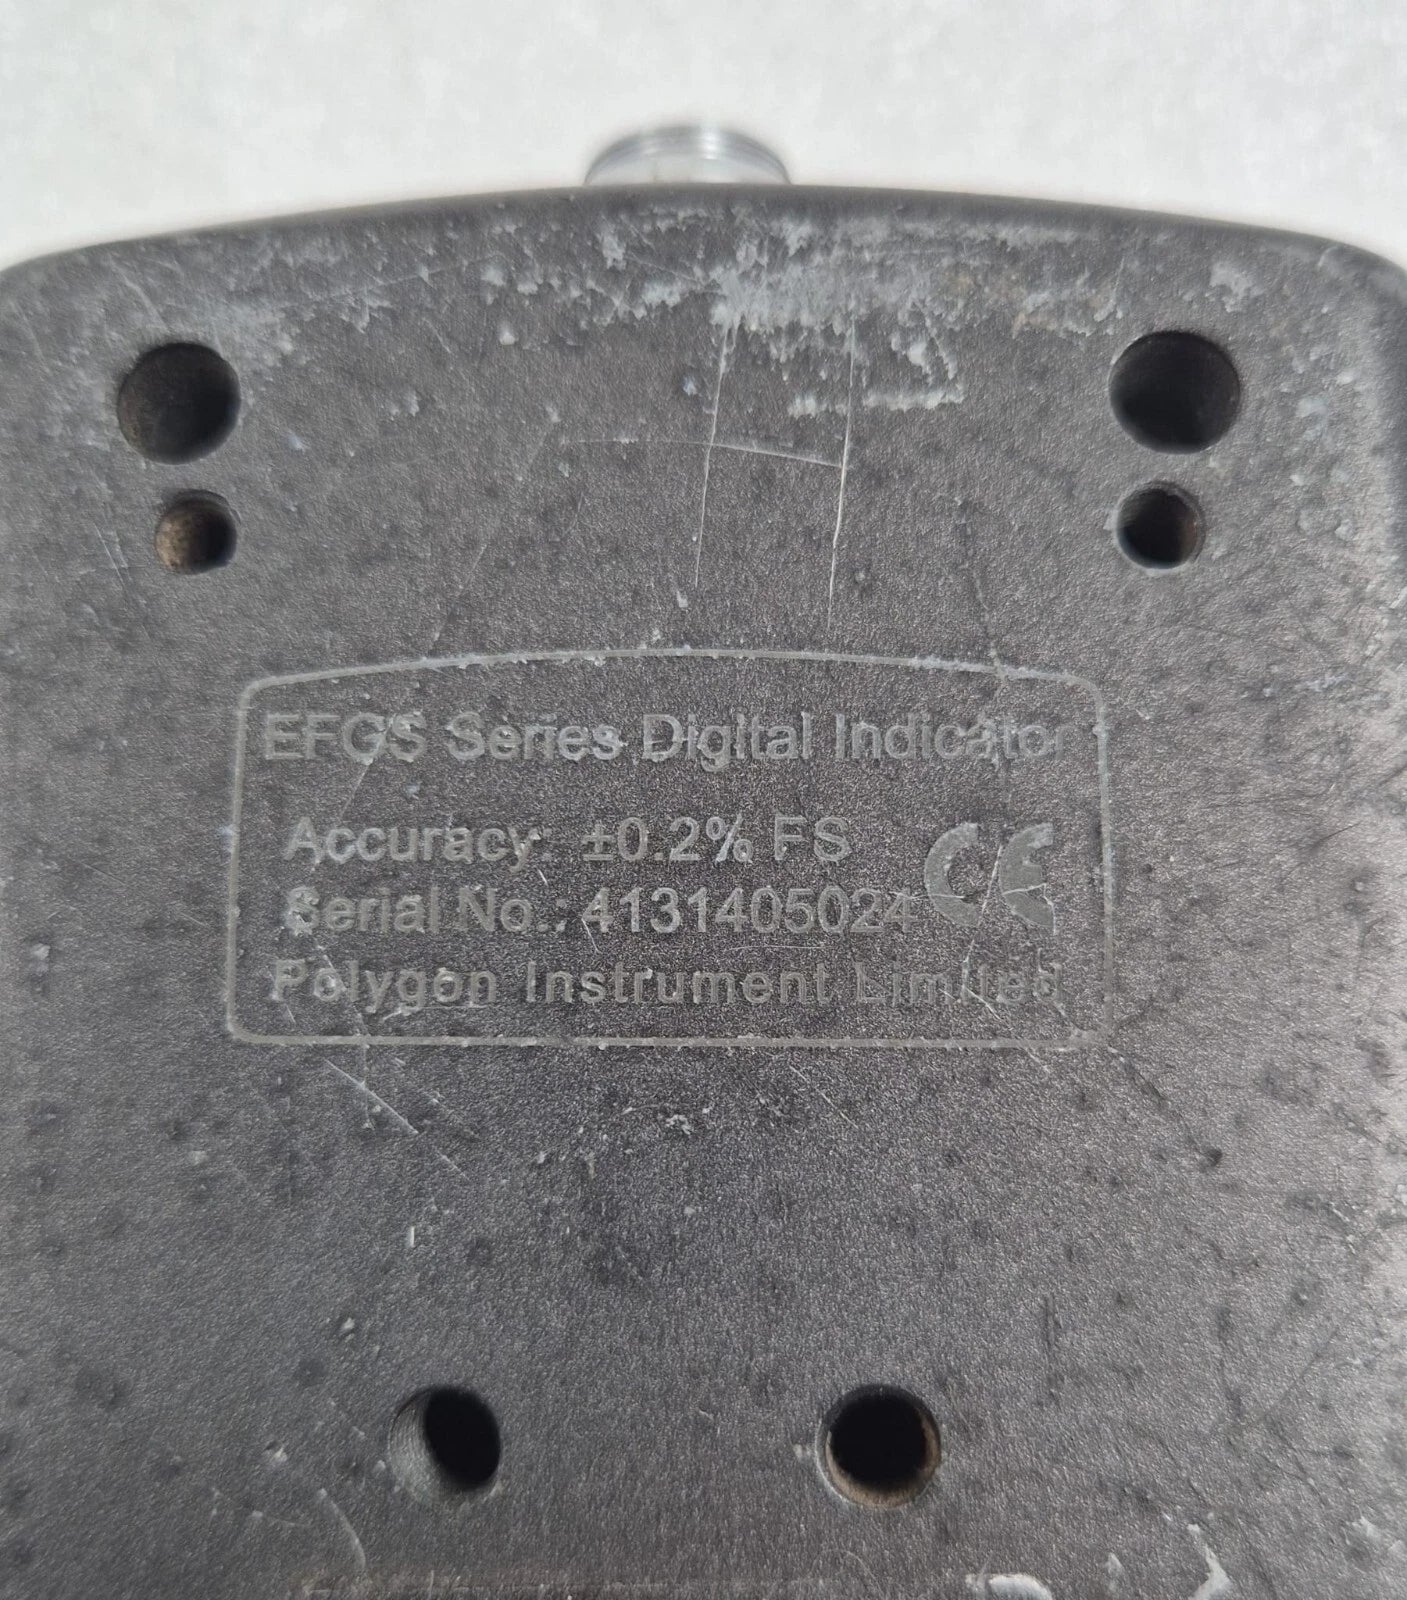 EFGS Series Digital Indicator
Accuracy: ±0.2% FS
CE
Serial No.: 4131405024
Polygon Instrument Limited